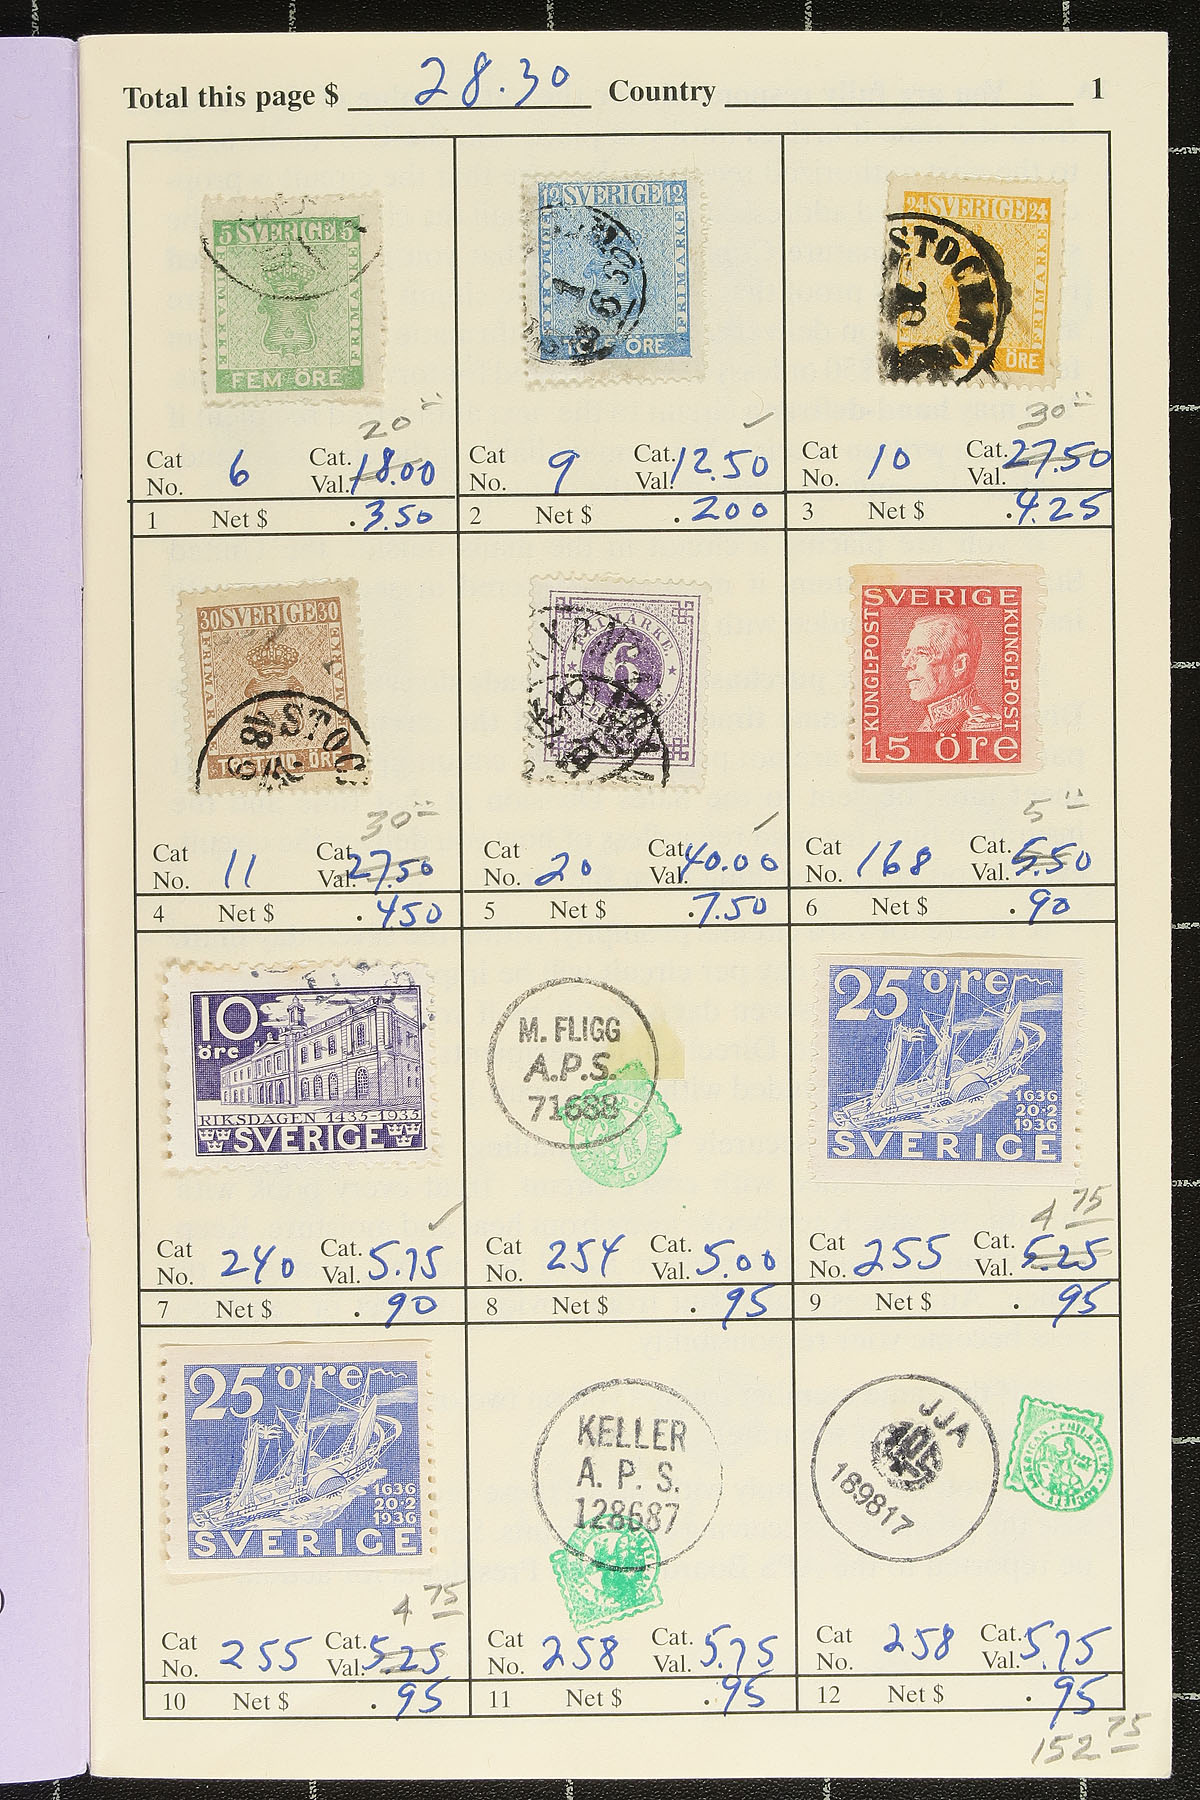 Total this page $ 28.30 Country 1
5 SVERIGE 5
FRIMARKE
FEM ÖRE
20 "
Cat No. 6 Cat. Val. 18.00
1 Net $ .3.50
12 SVERIGE 12
FRIMARKE
ÖRE
✓
Cat No. 9 Cat. Val. 12.50
2 Net $ .200
24 SVERIGE 24
STOCK
FRIMARKE
ÖRE
30 "
Cat No. 10 Cat. Val. 27.50
3 Net $ .4.25
30 SVERIGE 30
FRIMARKE
STOC
TRETTIO ÖRE
30 "
Cat No. 11 Cat. Val. 27.50
4 Net $ .450
6
✓
Cat No. 20 Cat. Val. 40.00
5 Net $ .7.50
SVERIGE
KUNGL·POST
KUNGL·POST
15 öre
5 "
Cat No. 168 Cat. Val. 5.50
6 Net $ .90
10
öre
RIKSDAGEN 1435-1935
SVERIGE
✓
Cat No. 240 Cat. Val. 5.75
7 Net $ .90
M. FLIGG
A.P.S.
71688
Cat No. 254 Cat. Val. 5.00
8 Net $ .95
25 öre
1636
20·2
1936
SVERIGE
4 75
Cat No. 255 Cat. Val. 5.25
9 Net $ .95
25 öre
1636
20·2
1936
SVERIGE
4 75
Cat No. 255 Cat. Val. 5.25
10 Net $ .95
KELLER
A. P. S.
128687
Cat No. 258 Cat. Val. 5.75
11 Net $ .95
JJA
189817
AMERICAN · PHILATELIC SOCIETY
Cat No. 258 Cat. Val. 5.75
12 Net $ .95
152 75